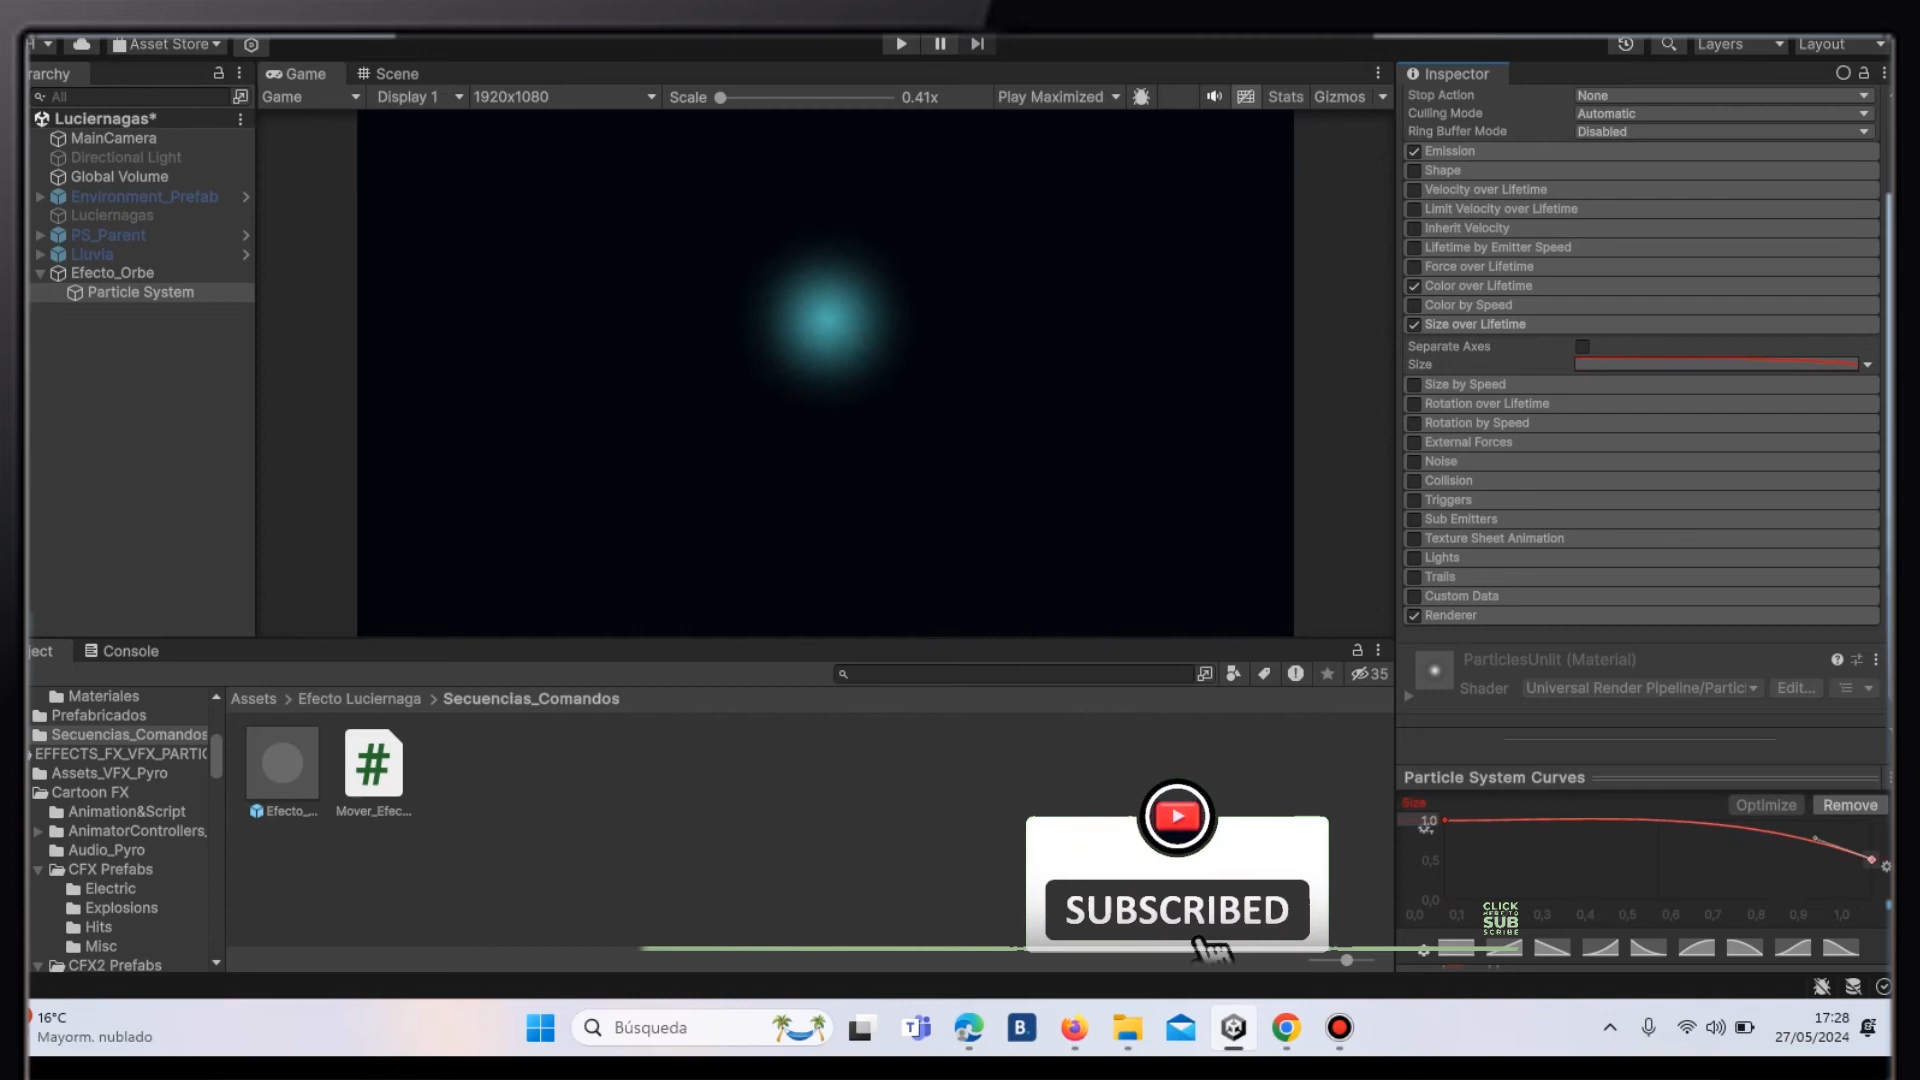 Asset Store
Layers
Layout
rarchy
Game
Scene
Inspector
All
Game
Display 1
1920x1080
Scale
0.41x
Play Maximized
Stats
Gizmos
Stop Action
None
Culling Mode
Automatic
Ring Buffer Mode
Disabled
Luciernagas*
MainCamera
Directional Light
Global Volume
Environment_Prefab
Luciernagas
PS_Parent
Lluvia
Efecto_Orbe
Particle System
Emission
Shape
Velocity over Lifetime
Limit Velocity over Lifetime
Inherit Velocity
Lifetime by Emitter Speed
Force over Lifetime
Color over Lifetime
Color by Speed
Size over Lifetime
Separate Axes
Size
Size by Speed
Rotation over Lifetime
Rotation by Speed
External Forces
Noise
Collision
Triggers
Sub Emitters
Texture Sheet Animation
Lights
Trails
Custom Data
Renderer
ParticlesUnlit (Material)
Shader
Universal Render Pipeline/Particl
Edit...
ject
Console
35
Materiales
Prefabricados
Secuencias_Comandos
EFFECTS_FX_VFX_PARTIC
Assets_VFX_Pyro
Cartoon FX
Animation&Script
AnimatorControllers_
Audio_Pyro
CFX Prefabs
Electric
Explosions
Hits
Misc
CFX2 Prefabs
Assets > Efecto Luciernaga > Secuencias_Comandos
Efecto_...
Mover_Efec...
Particle System Curves
Size
Optimize
Remove
1.0
0,5
0,0
0,0 0,1 0,3 0,4 0,5 0,6 0,7 0,8 0,9 1,0
CLICK
HERE TO
SUB
SCRIBE
SUBSCRIBED
16°C
Mayorm. nublado
Búsqueda
B.
17:28
27/05/2024